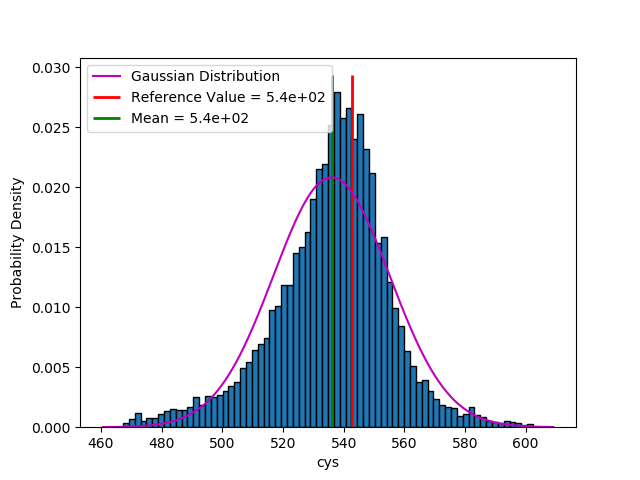 Gaussian Distribution
Reference Value = 5.4e+02
Mean = 5.4e+02
0.030
0.025
0.020
0.015
0.010
0.005
0.000
Probability Density
460 480 500 520 540 560 580 600
cys